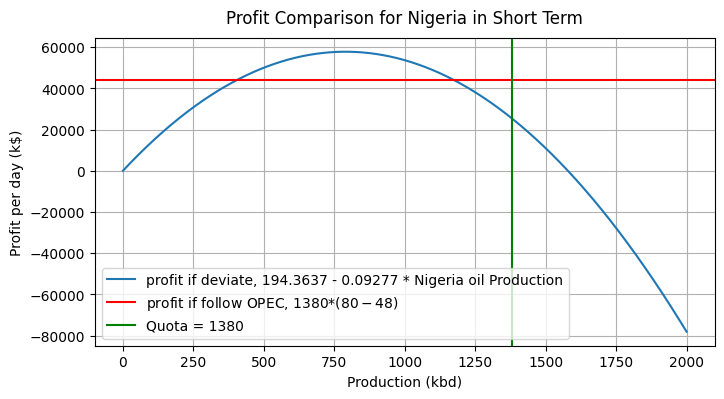 Profit Comparison for Nigeria in Short Term
Profit per day (k$)
60000
40000
20000
0
−20000
−40000
−60000
−80000
profit if deviate, 194.3637 - 0.09277 * Nigeria oil Production
profit if follow OPEC, 1380*(80 − 48)
Quota = 1380
0 250 500 750 1000 1250 1500 1750 2000
Production (kbd)